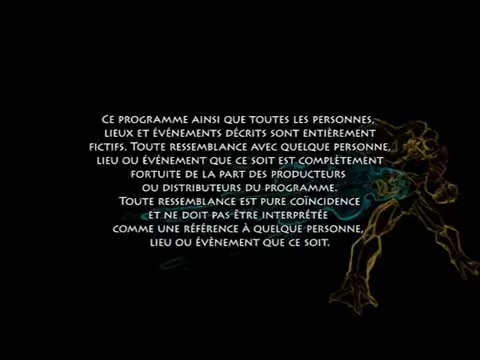 CE PROGRAMME AINSI QUE TOUTES LES PERSONNES,
LIEUX ET ÉVÉNEMENTS DÉCRITS SONT ENTIÈREMENT
FICTIFS. TOUTE RESSEMBLANCE AVEC QUELQUE PERSONNE,
LIEU OU ÉVÉNEMENT QUE CE SOIT EST COMPLÈTEMENT
FORTUITE DE LA PART DES PRODUCTEURS
OU DISTRIBUTEURS DU PROGRAMME.
TOUTE RESSEMBLANCE EST PURE COÏNCIDENCE
ET NE DOIT PAS ÊTRE INTERPRÉTÉE
COMME UNE RÉFÉRENCE À QUELQUE PERSONNE,
LIEU OU ÉVÈNEMENT QUE CE SOIT.